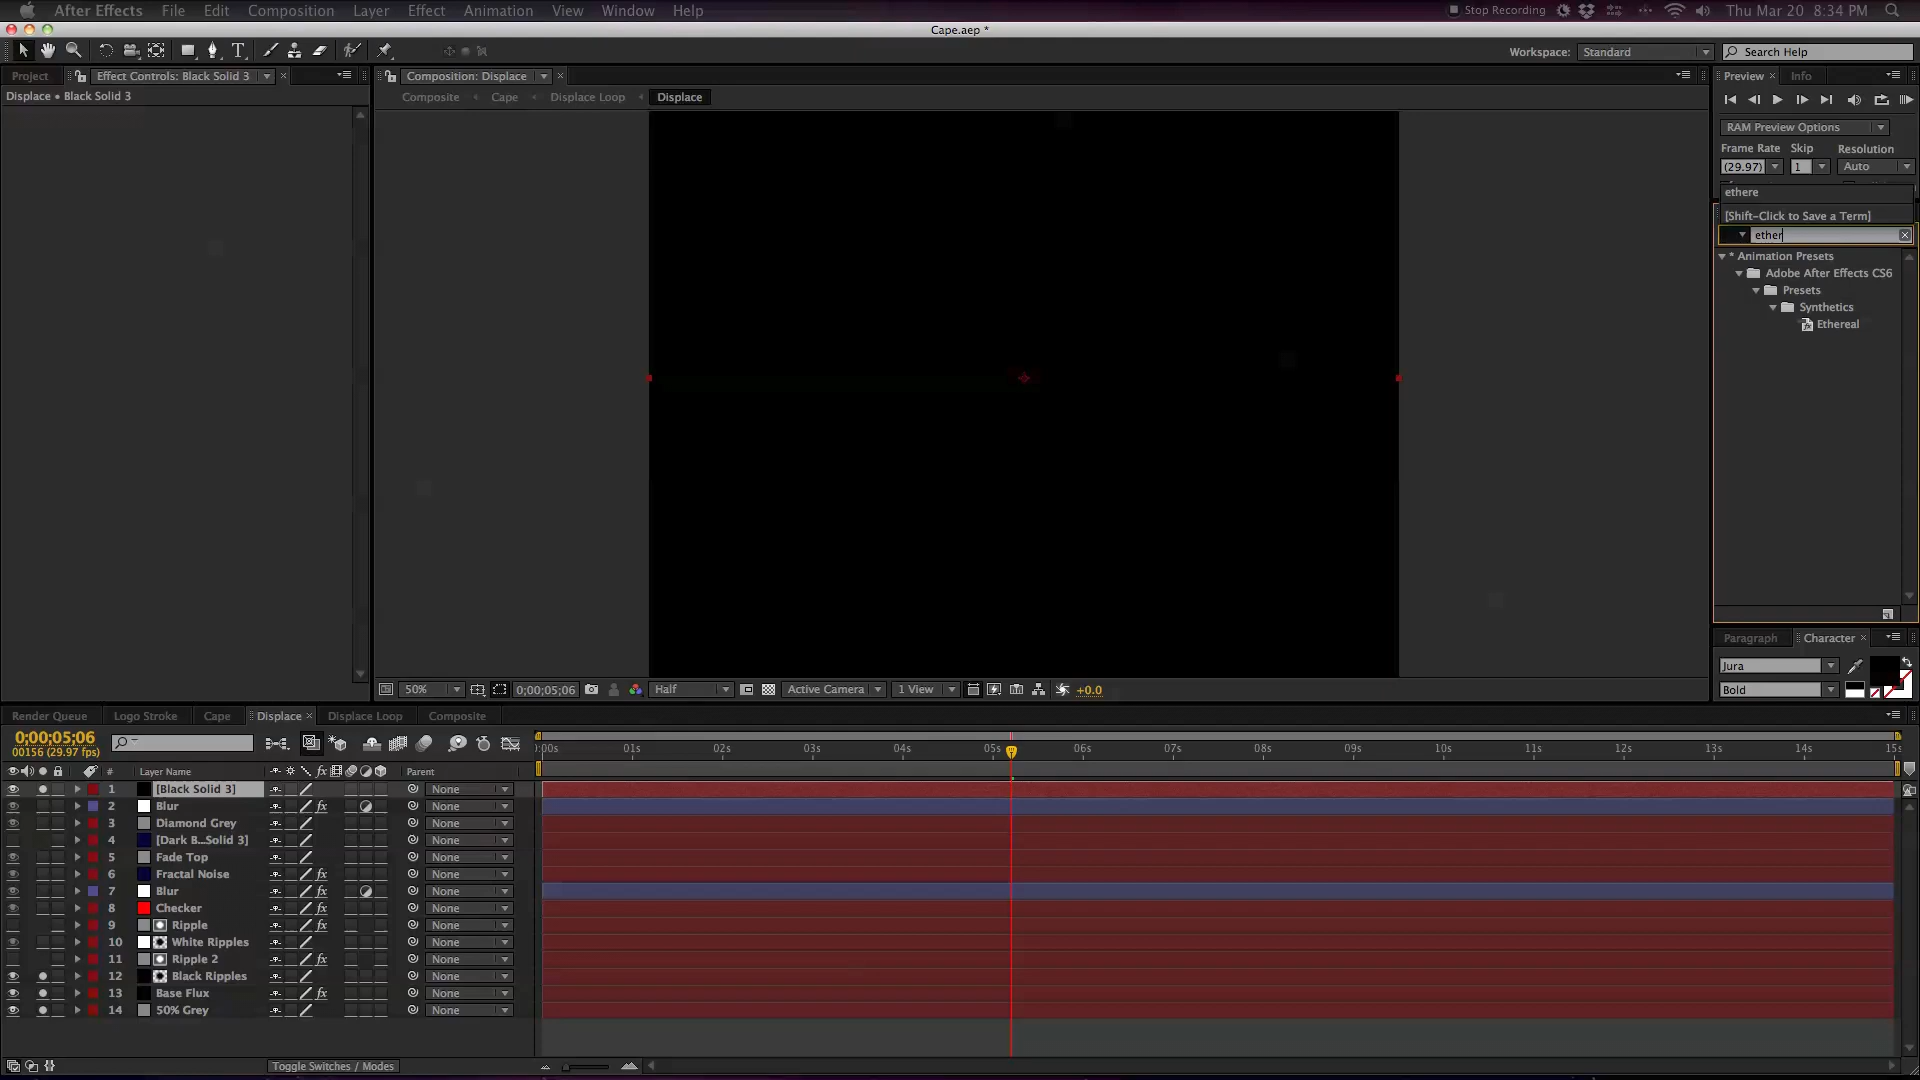 After Effects File Edit Composition Layer Effect Animation View Window Help Stop Recording Thu Mar 20 8:34 PM
Cape.aep *
Workspace: Standard Search Help
Project Effect Controls: Black Solid 3 Composition: Displace Preview Info
Displace • Black Solid 3 Composite Cape Displace Loop Displace
RAM Preview Options
Frame Rate Skip Resolution
(29.97) 1 Auto
ethere
[Shift-Click to Save a Term]
ether
* Animation Presets
Adobe After Effects CS6
Presets
Synthetics
Ethereal
Paragraph Character
Jura
Bold
50% 0;00;05;06 Half Active Camera 1 View +0.0
Render Queue Logo Stroke Cape Displace Displace Loop Composite
0;00;05;06
00156 (29.97 fps)
:00s 01s 02s 03s 04s 05s 06s 07s 08s 09s 10s 11s 12s 13s 14s 15s
# Layer Name fx Parent
1 [Black Solid 3] None
2 Blur fx None
3 Diamond Grey None
4 [Dark B...Solid 3] None
5 Fade Top None
6 Fractal Noise fx None
7 Blur fx None
8 Checker fx None
9 Ripple fx None
10 White Ripples None
11 Ripple 2 fx None
12 Black Ripples None
13 Base Flux fx None
14 50% Grey None
Toggle Switches / Modes